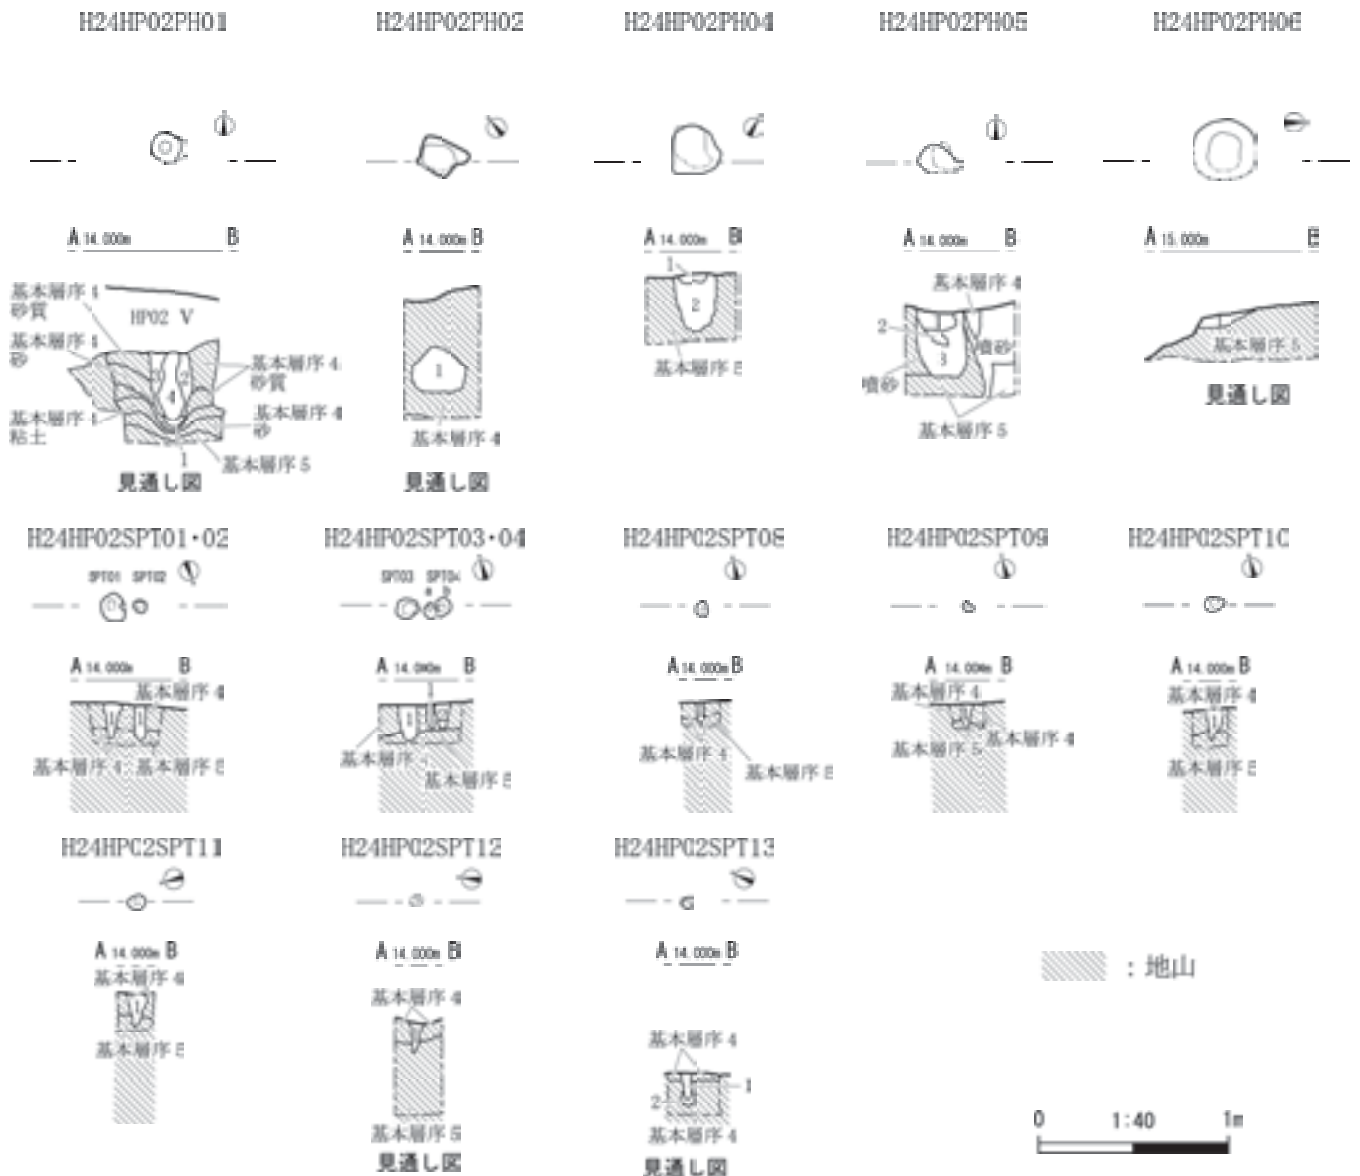 H24HP02PH01
H24HP02PH02
H24HP02PH04
H24HP02PH05
H24HP02PH06
A 14.000m B
A 14.000m B
A 14.000m B
A 14.000m B
A 15.000m B
基本層序 4
砂質
HP02 V
基本層序 4
砂
基本層序 4
砂質
2
4
基本層序 4
粘土
基本層序 4
砂
1
基本層序 5
見通し図
1
基本層序 4
見通し図
1
2
基本層序 5
基本層序 4
2
3
噴砂
噴砂
基本層序 5
基本層序 5
見通し図
H24HP02SPT01・02
H24HP02SPT03・04
H24HP02SPT08
H24HP02SPT09
H24HP02SPT10
SPT01 SPT02
SPT03 SPT04
a b
A 14.000m B
A 14.000m B
A 14.000m B
A 14.000m B
A 14.000m B
基本層序 4
1
1
基本層序 4
基本層序 5
1
1
基本層序 4
基本層序 5
基本層序 4
基本層序 5
基本層序 4
基本層序 5
基本層序 4
基本層序 4
1
基本層序 5
H24HP02SPT11
H24HP02SPT12
H24HP02SPT13
A 14.000m B
A 14.000m B
A 14.000m B
基本層序 4
1
基本層序 5
基本層序 4
基本層序 5
見通し図
基本層序 4
1
2
基本層序 4
見通し図
：地山
0 1:40 1m